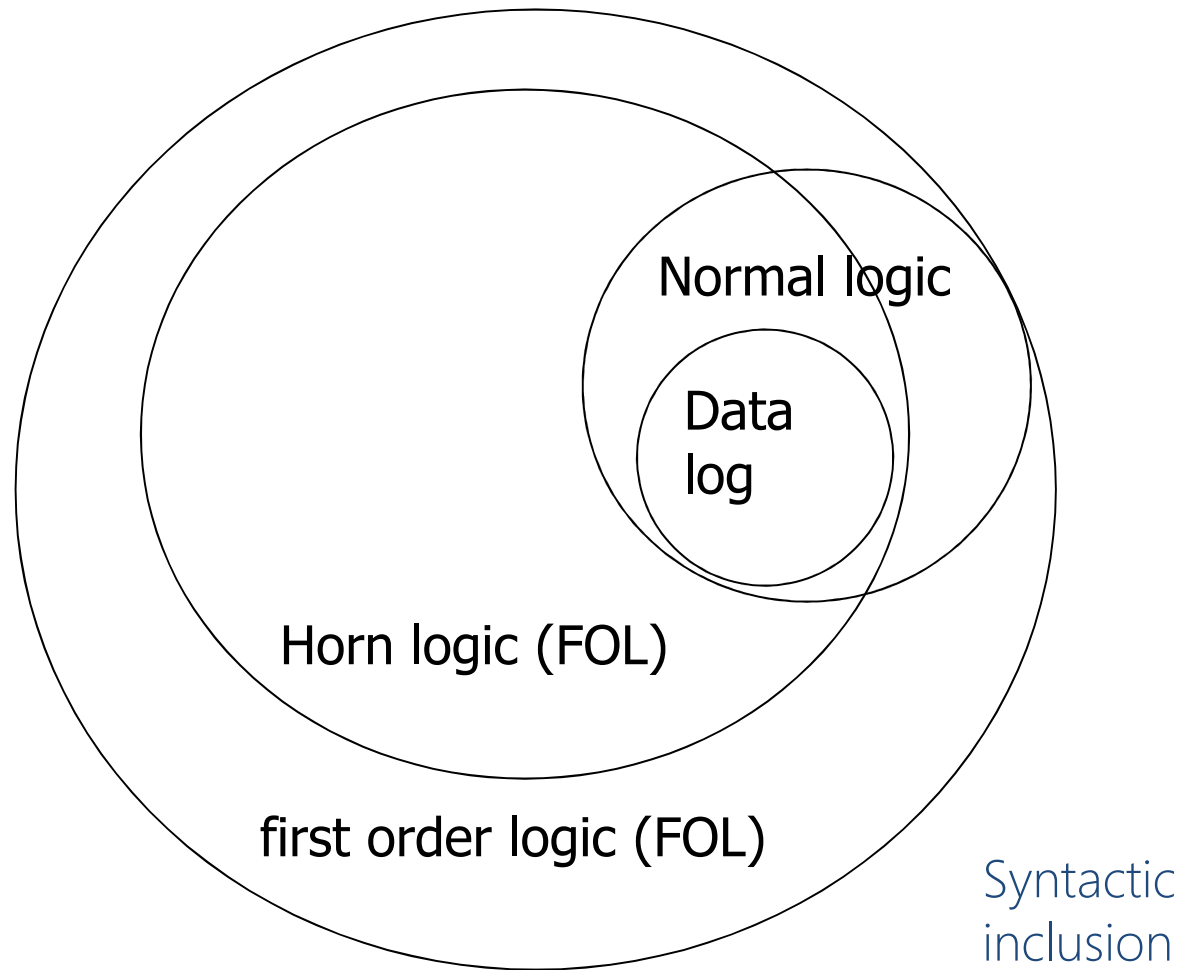 Normal logic
Data
log
Horn logic (FOL)
first order logic (FOL)
Syntactic
inclusion